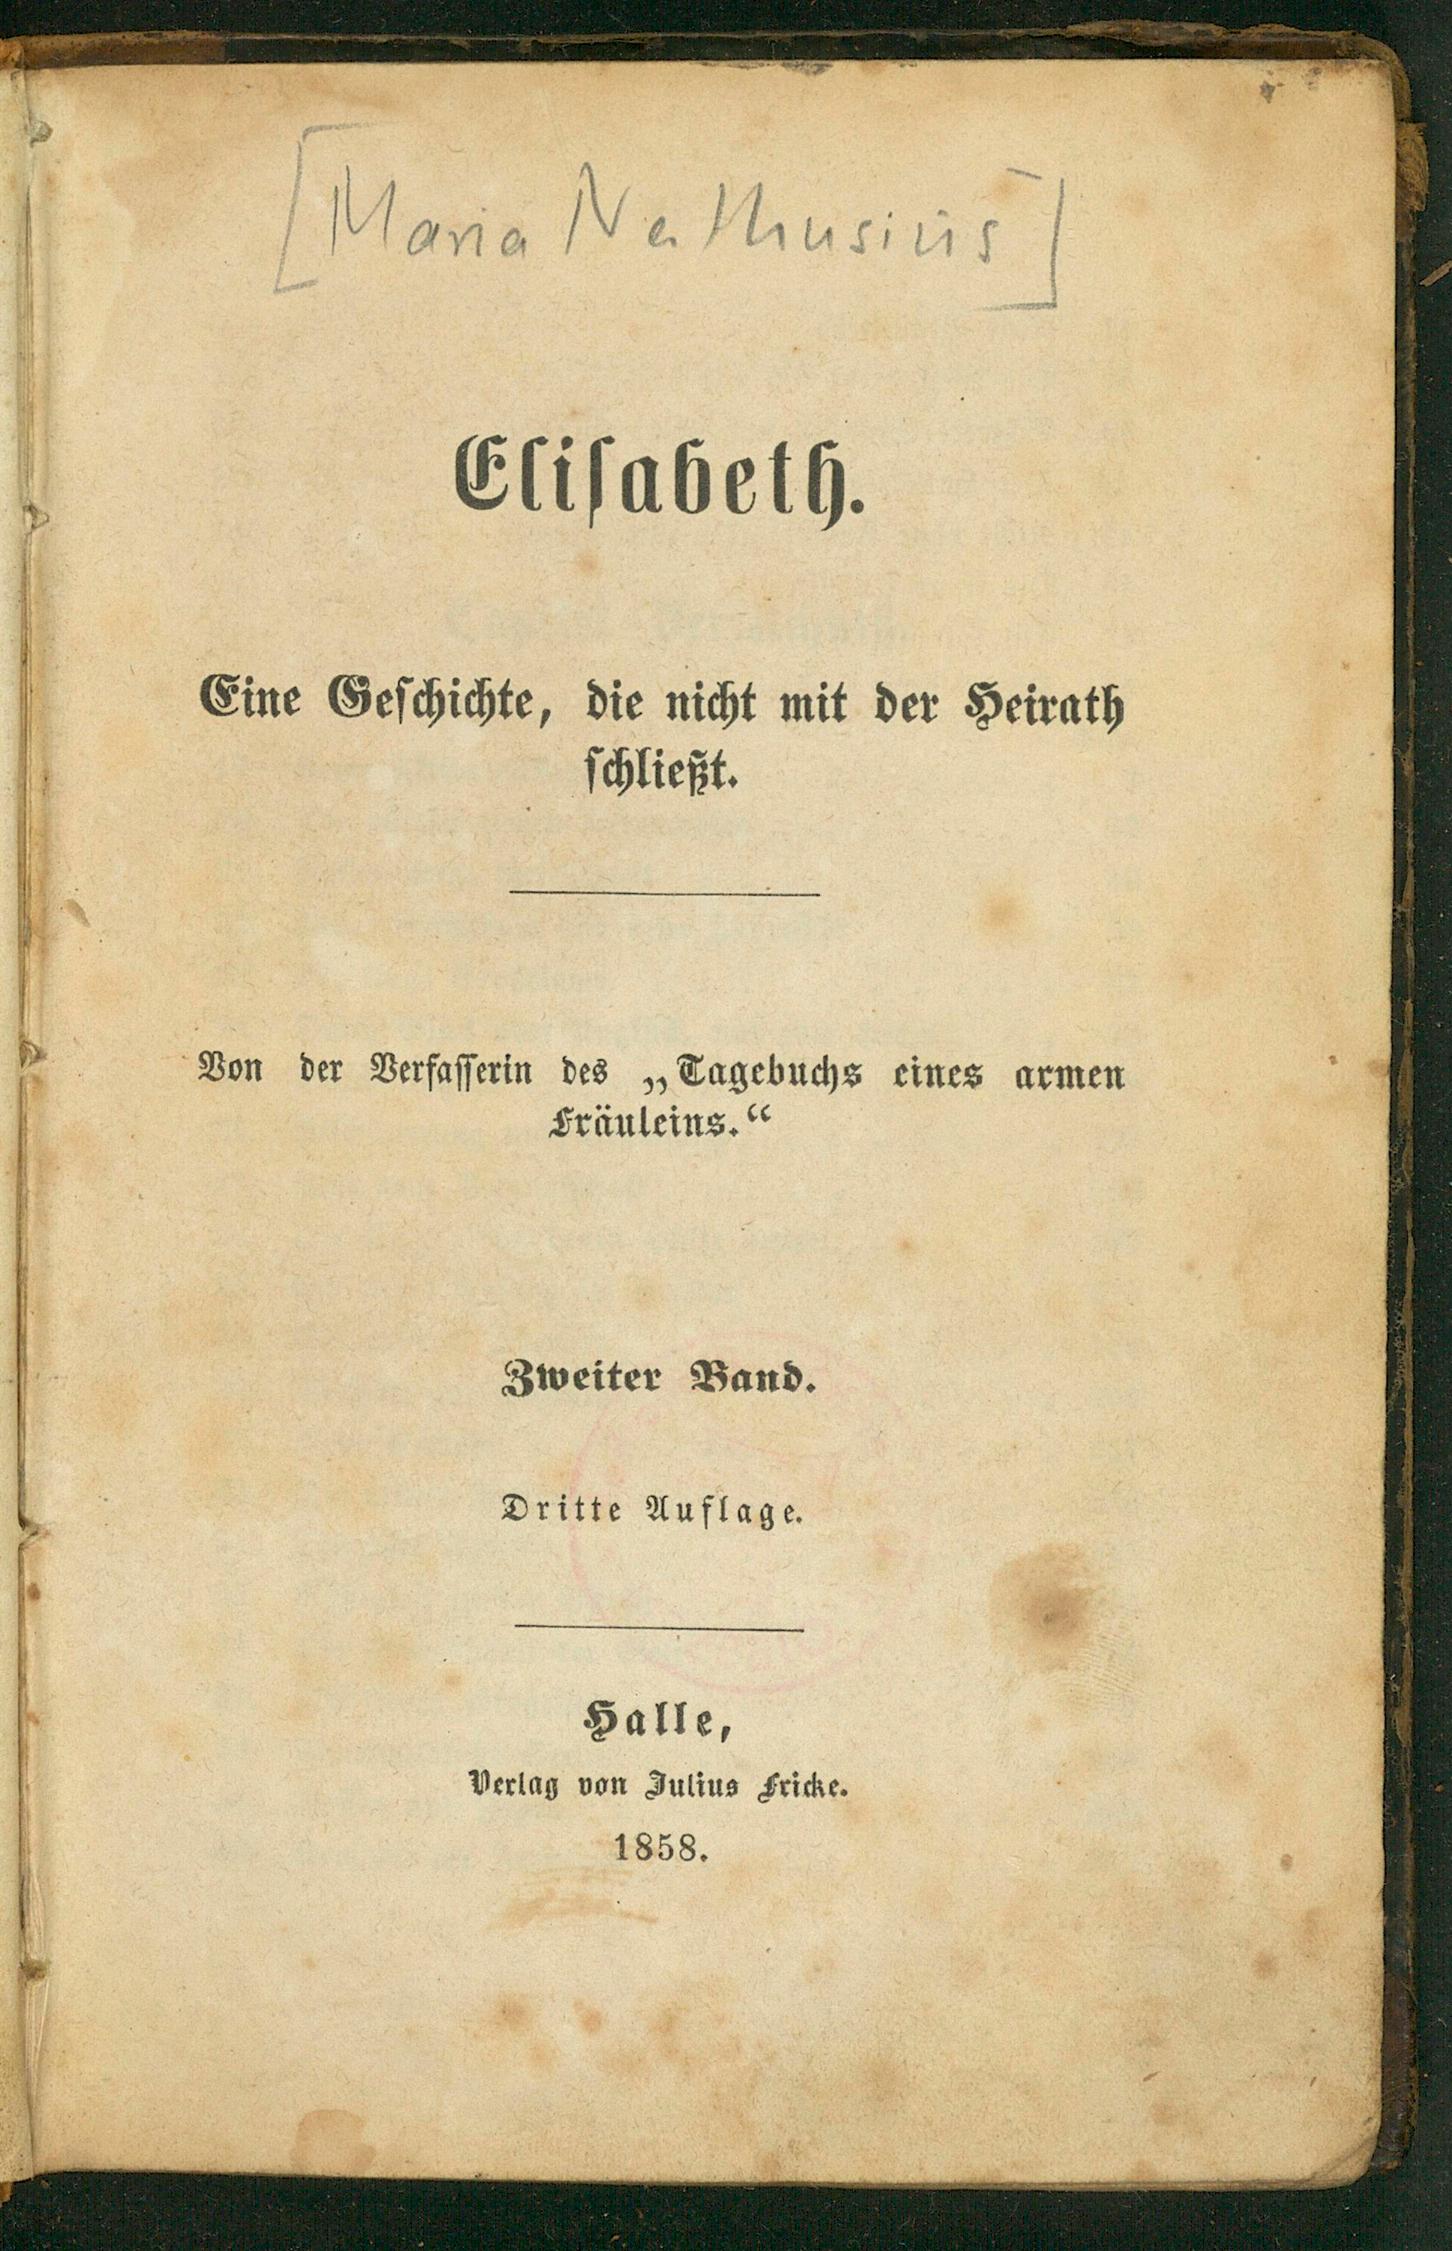 [Maria Nathusius]
Elisabeth.
Eine Geschichte, die nicht mit der Heirath
schließt.
Von der Verfasserin des „Tagebuchs eines armen
Fräuleins.“
Zweiter Band.
Dritte Auflage.
Halle,
Verlag von Julius Fricke.
1858.